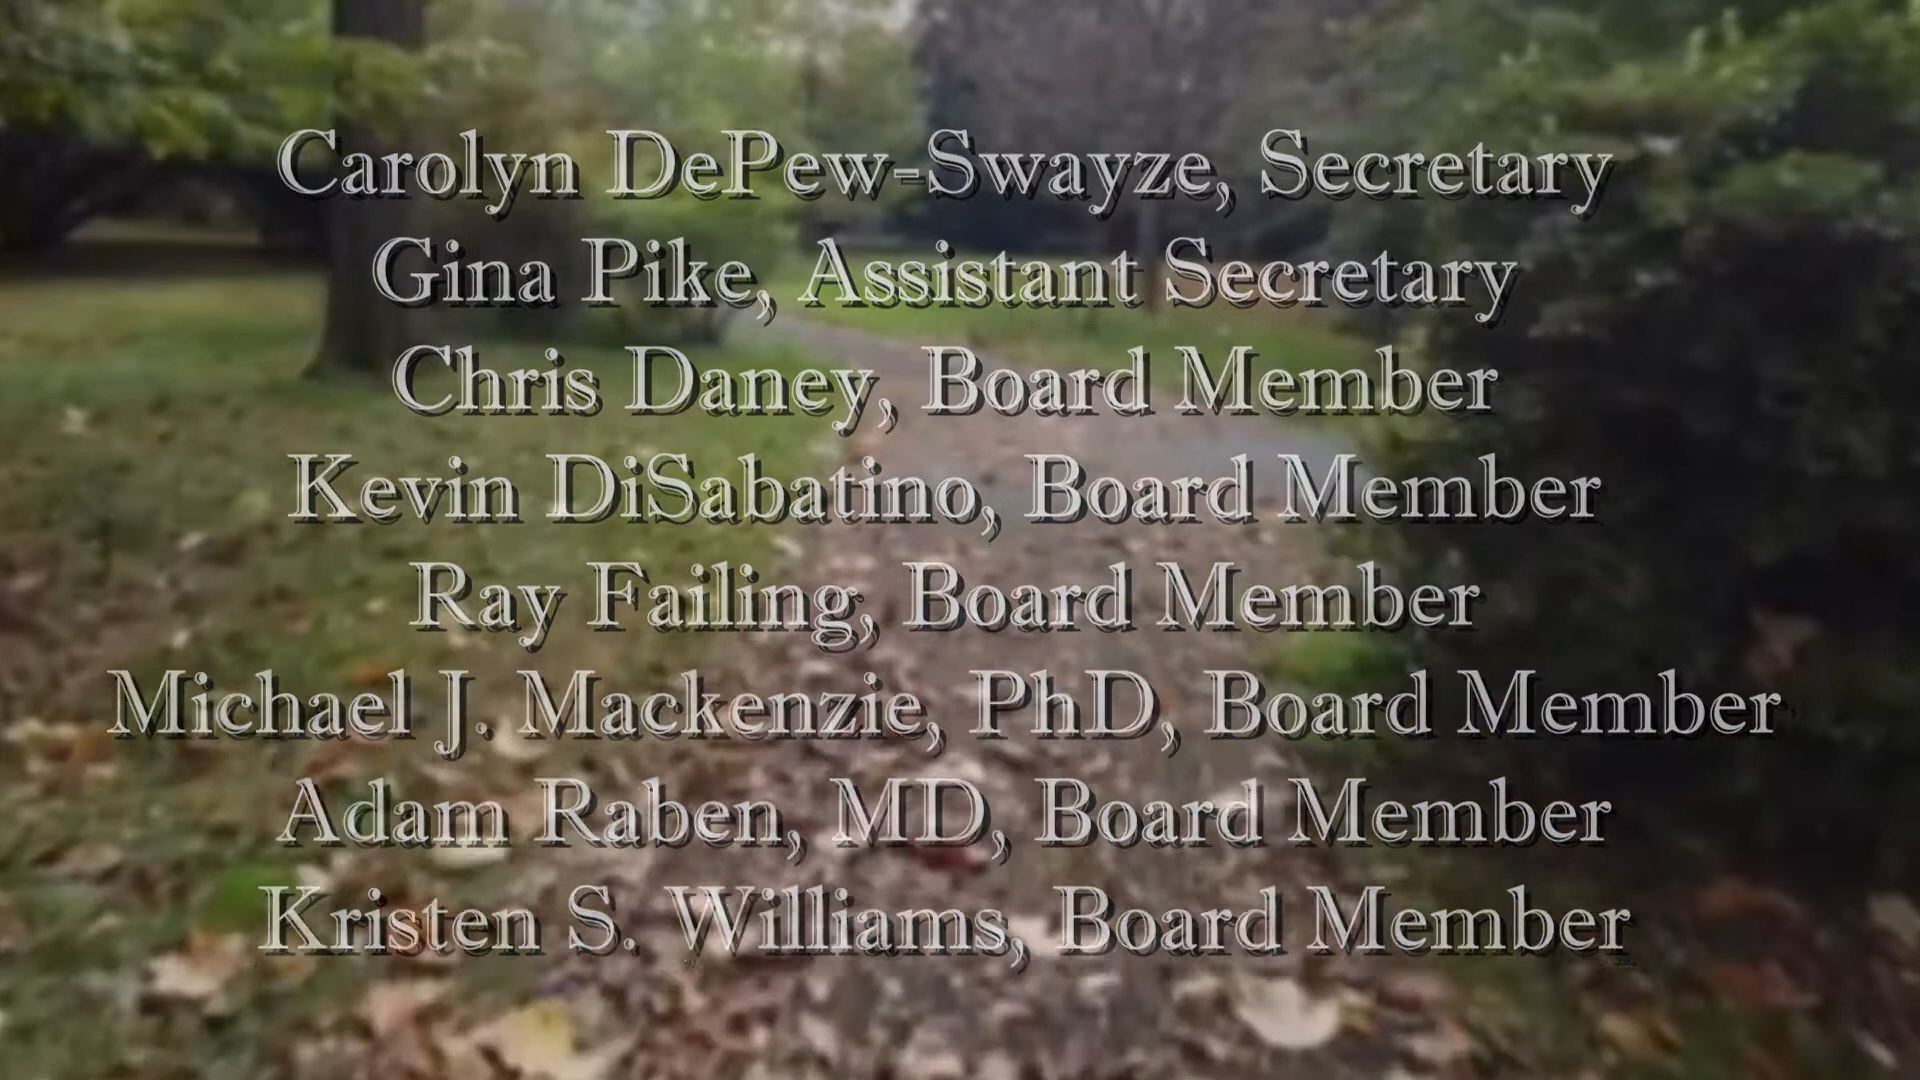 Carolyn DePew-Swayze, Secretary
Gina Pike, Assistant Secretary
Chris Daney, Board Member
Kevin DiSabatino, Board Member
Ray Failing, Board Member
Michael J. Mackenzie, PhD, Board Member
Adam Raben, MD, Board Member
Kristen S. Williams, Board Member